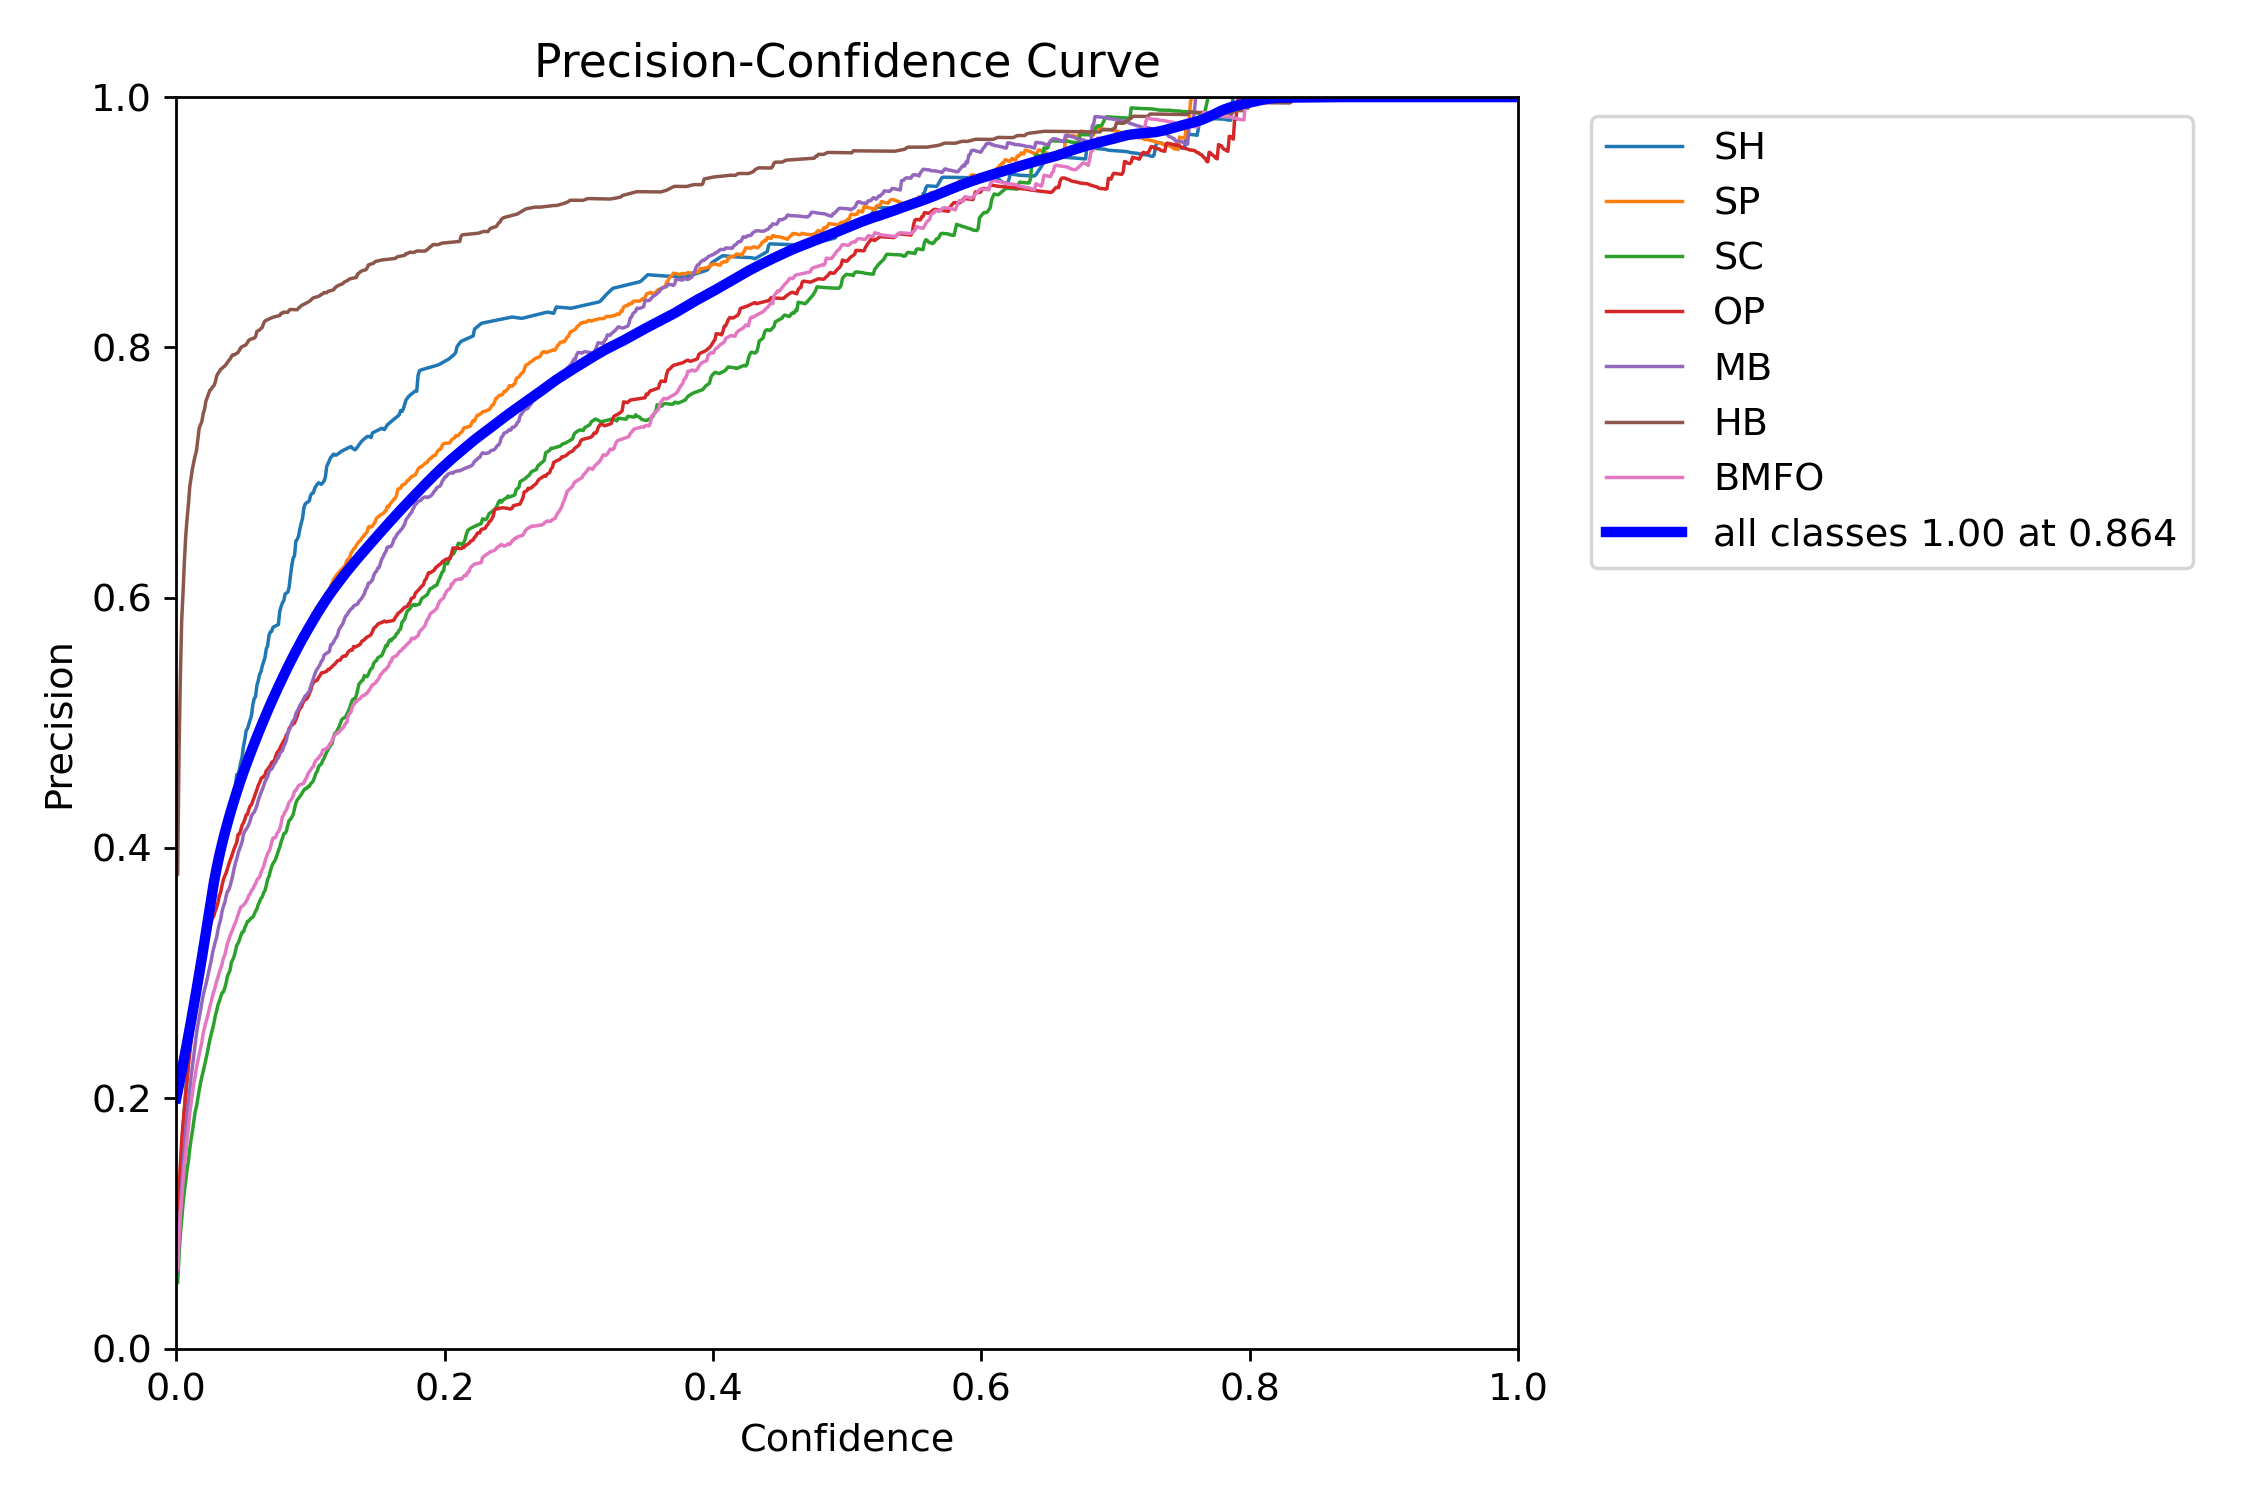 Precision-Confidence Curve
1.0
0.8
0.6
0.4
0.2
0.0
Precision
0.0 0.2 0.4 0.6 0.8 1.0
Confidence
SH
SP
SC
OP
MB
HB
BMFO
all classes 1.00 at 0.864